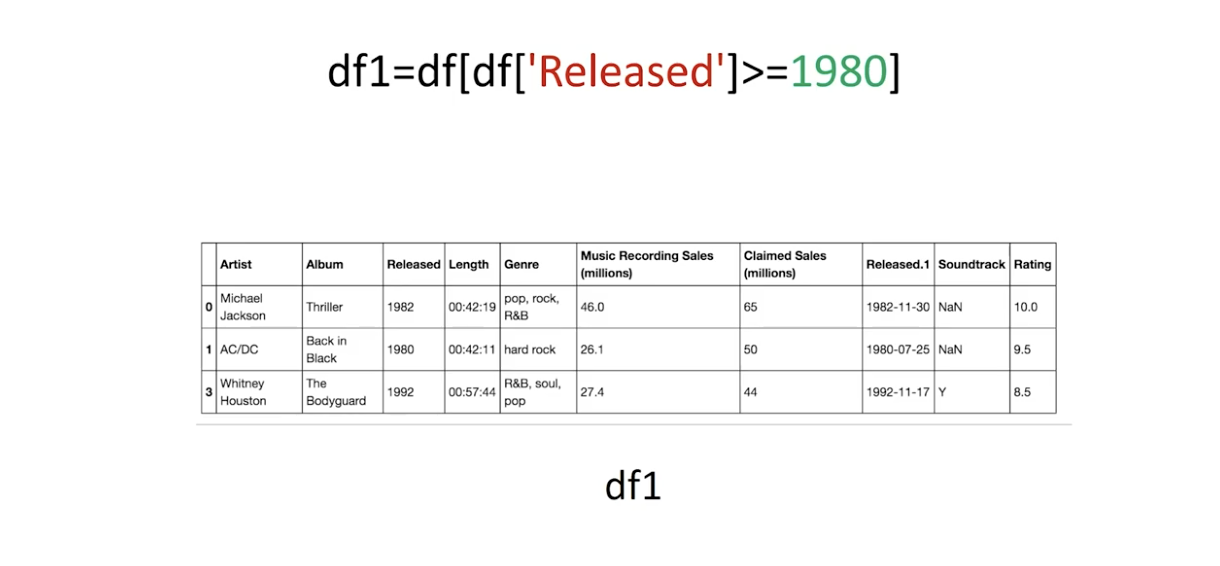 df1=df[df['Released']>=1980]
Artist Album Released Length Genre Music Recording Sales (millions) Claimed Sales (millions) Released.1 Soundtrack Rating
0 Michael Jackson Thriller 1982 00:42:19 pop, rock, R&B 46.0 65 1982-11-30 NaN 10.0
1 AC/DC Back in Black 1980 00:42:11 hard rock 26.1 50 1980-07-25 NaN 9.5
3 Whitney Houston The Bodyguard 1992 00:57:44 R&B, soul, pop 27.4 44 1992-11-17 Y 8.5
df1